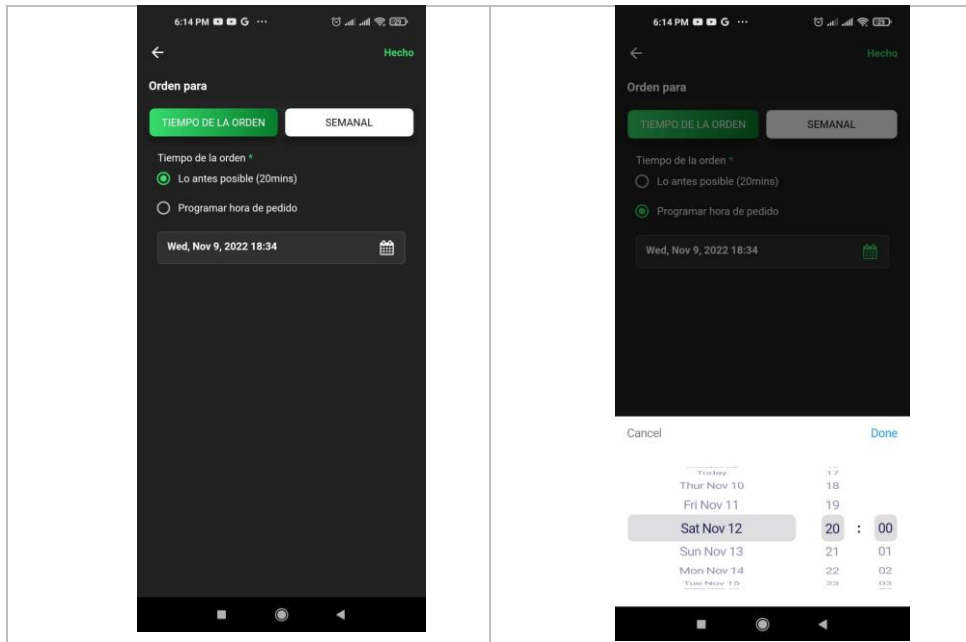 6:14 PM G ...
Hecho
Orden para
TIEMPO DE LA ORDEN SEMANAL
Tiempo de la orden *
Lo antes posible (20mins)
Programar hora de pedido
Wed, Nov 9, 2022 18:34
6:14 PM G ...
Hecho
Orden para
TIEMPO DE LA ORDEN SEMANAL
Tiempo de la orden *
Lo antes posible (20mins)
Programar hora de pedido
Wed, Nov 9, 2022 18:34
Cancel Done
Today 17
Thur Nov 10 18
Fri Nov 11 19
Sat Nov 12 20 : 00
Sun Nov 13 21 01
Mon Nov 14 22 02
Tue Nov 15 23 03